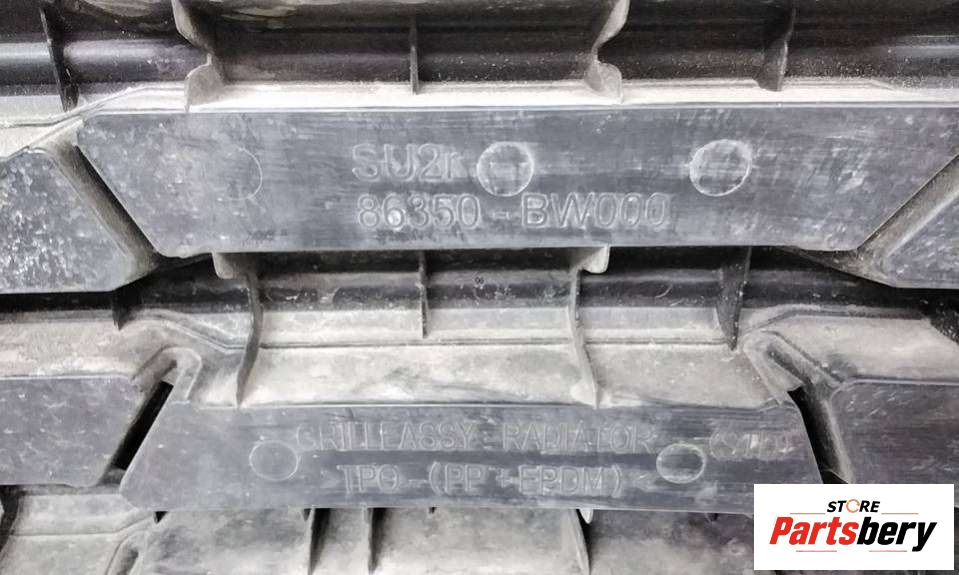 SU2r
86350-BW000
GRILLE ASSY-RADIATOR
>TPO-(PP+EPDM)<
STORE
Partsbery